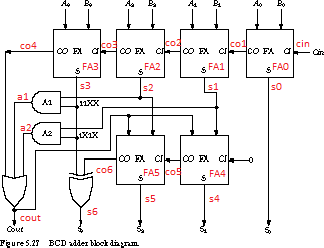 A₃ B₃ A₂ B₂ A₁ B₁ A₀ B₀
co4 CO FA CI co3 CO FA CI co2 CO FA CI co1 CO FA CI cin Cin
FA3 FA2 FA1 FA0
S S S S
s3 s2 s1 s0
a1 A1 11XX
a2 A2 1X1X
co6 CO FA CI co5 CO FA CI 0
FA5 FA4
S S
cout s6 s5 s4
Cout S₃ S₂ S₁ S₀
Figure 5.27 BCD adder block diagram.